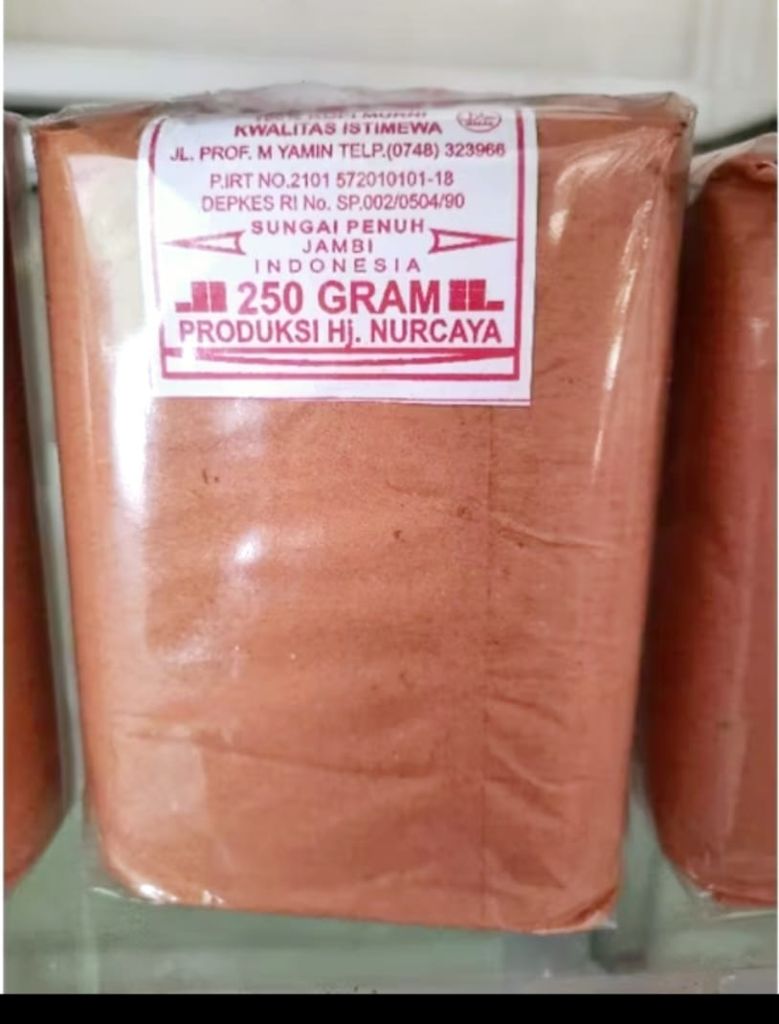 KWALITAS ISTIMEWA
JL. PROF. M YAMIN TELP.(0748) 323966
P.IRT NO.2101 572010101-18
DEPKES RI No. SP.002/0504/90
SUNGAI PENUH
JAMBI
INDONESIA
250 GRAM
PRODUKSI Hj. NURCAYA